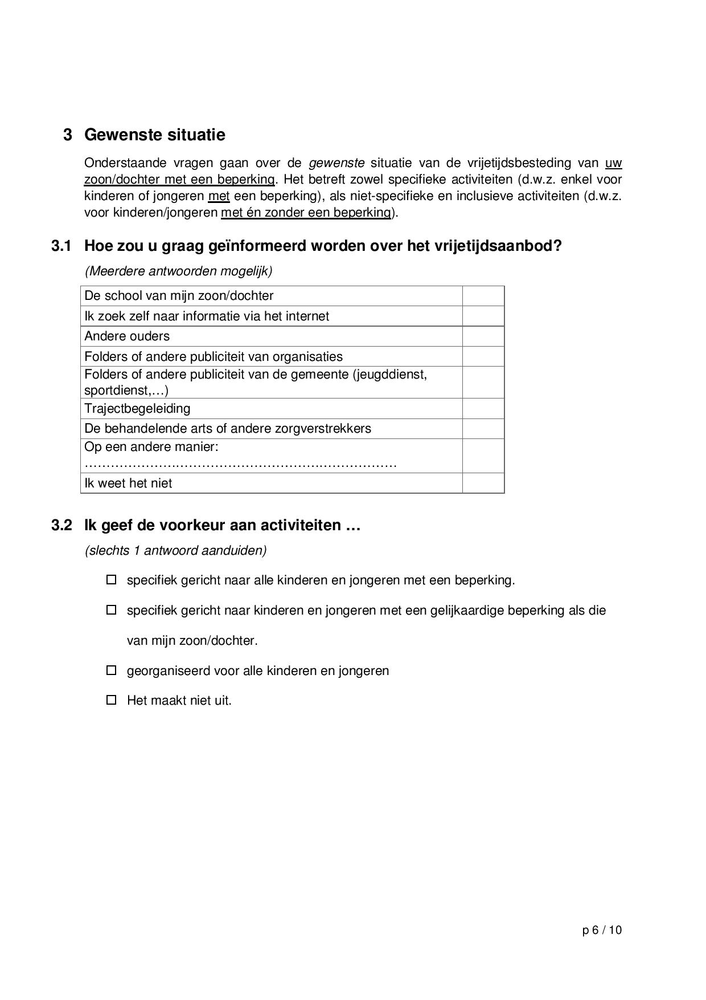 3 Gewenste situatie
Onderstaande vragen gaan over de gewenste situatie van de vrijetijdsbesteding van uw
zoon/dochter met een beperking. Het betreft zowel specifieke activiteiten (d.w.z. enkel voor
kinderen of jongeren met een beperking), als niet-specifieke en inclusieve activiteiten (d.w.z.
voor kinderen/jongeren met én zonder een beperking).
3.1 Hoe zou u graag geïnformeerd worden over het vrijetijdsaanbod?
(Meerdere antwoorden mogelijk)
De school van mijn zoon/dochter
Ik zoek zelf naar informatie via het internet
Andere ouders
Folders of andere publiciteit van organisaties
Folders of andere publiciteit van de gemeente (jeugddienst,
sportdienst,…)
Trajectbegeleiding
De behandelende arts of andere zorgverstrekkers
Op een andere manier:
………………….…………………………….………………
Ik weet het niet
3.2 Ik geef de voorkeur aan activiteiten …
(slechts 1 antwoord aanduiden)
☐ specifiek gericht naar alle kinderen en jongeren met een beperking.
☐ specifiek gericht naar kinderen en jongeren met een gelijkaardige beperking als die
van mijn zoon/dochter.
☐ georganiseerd voor alle kinderen en jongeren
☐ Het maakt niet uit.
p 6 / 10